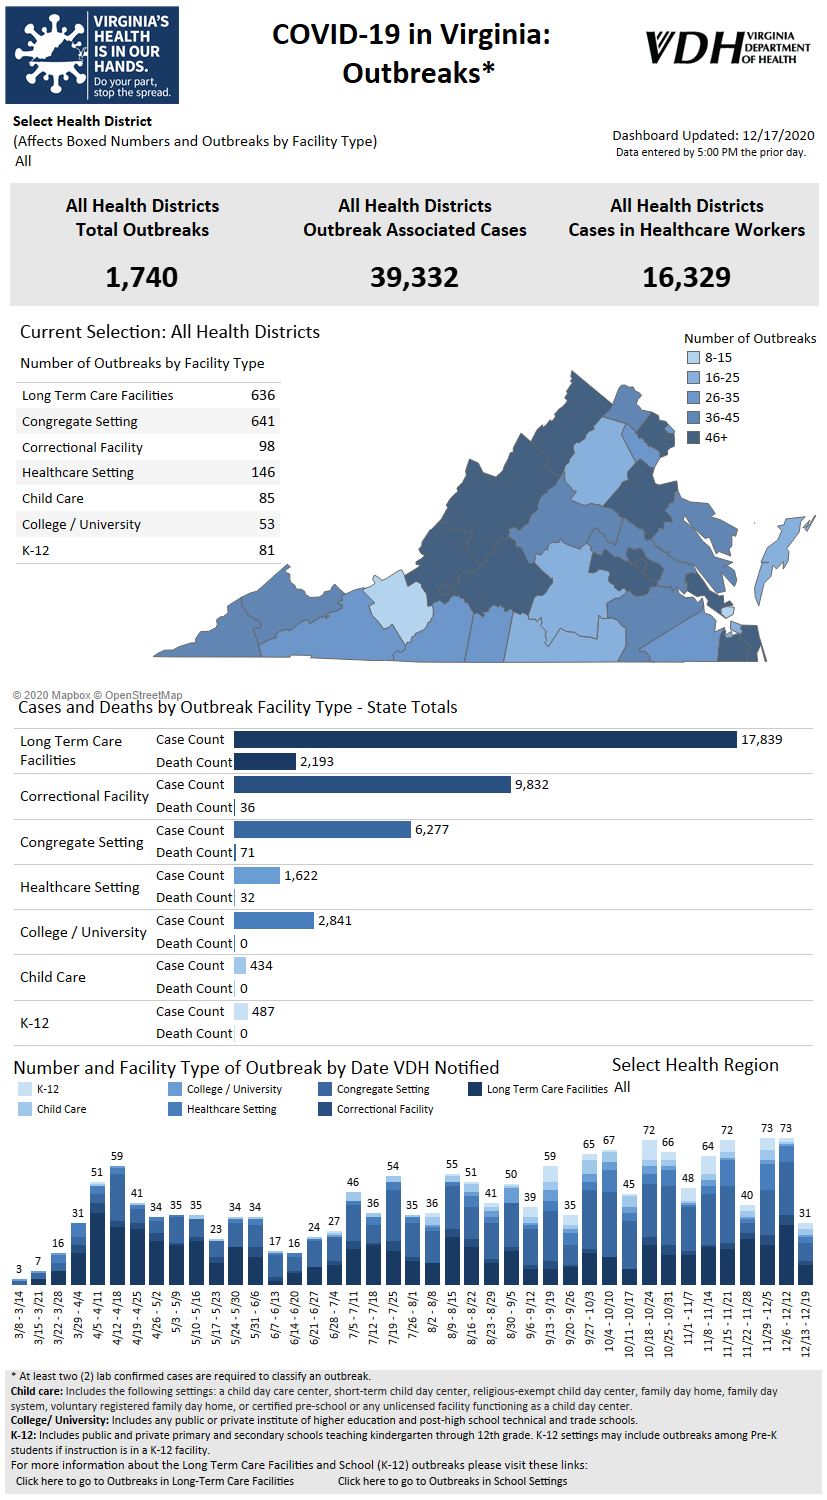 VIRGINIA'S
HEALTH
IS IN OUR
HANDS.
Do your part,
stop the spread.
COVID-19 in Virginia:
Outbreaks*
VDH VIRGINIA
DEPARTMENT
OF HEALTH
Select Health District
(Affects Boxed Numbers and Outbreaks by Facility Type)
All
Dashboard Updated: 12/17/2020
Data entered by 5:00 PM the prior day.
All Health Districts
Total Outbreaks
1,740
All Health Districts
Outbreak Associated Cases
39,332
All Health Districts
Cases in Healthcare Workers
16,329
Current Selection: All Health Districts
Number of Outbreaks by Facility Type
Long Term Care Facilities 636
Congregate Setting 641
Correctional Facility 98
Healthcare Setting 146
Child Care 85
College / University 53
K-12 81
Number of Outbreaks
8-15
16-25
26-35
36-45
46+
© 2020 Mapbox © OpenStreetMap
Cases and Deaths by Outbreak Facility Type - State Totals
Long Term Care
Facilities
Case Count 17,839
Death Count 2,193
Correctional Facility
Case Count 9,832
Death Count 36
Congregate Setting
Case Count 6,277
Death Count 71
Healthcare Setting
Case Count 1,622
Death Count 32
College / University
Case Count 2,841
Death Count 0
Child Care
Case Count 434
Death Count 0
K-12
Case Count 487
Death Count 0
Number and Facility Type of Outbreak by Date VDH Notified
Select Health Region
All
K-12 College / University Congregate Setting Long Term Care Facilities
Child Care Healthcare Setting Correctional Facility
3 7 16 31 51 59 41 34 35 35 23 34 34 17 16 24 27 46 36 54 35 36 55 51 41 50 39 59 35 65 67 45 72 66 48 64 72 40 73 73 31
3/8 - 3/14
3/15 - 3/21
3/22 - 3/28
3/29 - 4/4
4/5 - 4/11
4/12 - 4/18
4/19 - 4/25
4/26 - 5/2
5/3 - 5/9
5/10 - 5/16
5/17 - 5/23
5/24 - 5/30
5/31 - 6/6
6/7 - 6/13
6/14 - 6/20
6/21 - 6/27
6/28 - 7/4
7/5 - 7/11
7/12 - 7/18
7/19 - 7/25
7/26 - 8/1
8/2 - 8/8
8/9 - 8/15
8/16 - 8/22
8/23 - 8/29
8/30 - 9/5
9/6 - 9/12
9/13 - 9/19
9/20 - 9/26
9/27 - 10/3
10/4 - 10/10
10/11 - 10/17
10/18 - 10/24
10/25 - 10/31
11/1 - 11/7
11/8 - 11/14
11/15 - 11/21
11/22 - 11/28
11/29 - 12/5
12/6 - 12/12
12/13 - 12/19
* At least two (2) lab confirmed cases are required to classify an outbreak.
Child care: Includes the following settings: a child day care center, short-term child day center, religious-exempt child day center, family day home, family day
system, voluntary registered family day home, or certified pre-school or any unlicensed facility functioning as a child day center.
College/ University: Includes any public or private institute of higher education and post-high school technical and trade schools.
K-12: Includes public and private primary and secondary schools teaching kindergarten through 12th grade. K-12 settings may include outbreaks among Pre-K
students if instruction is in a K-12 facility.
For more information about the Long Term Care Facilities and School (K-12) outbreaks please visit these links:
Click here to go to Outbreaks in Long-Term Care Facilities Click here to go to Outbreaks in School Settings